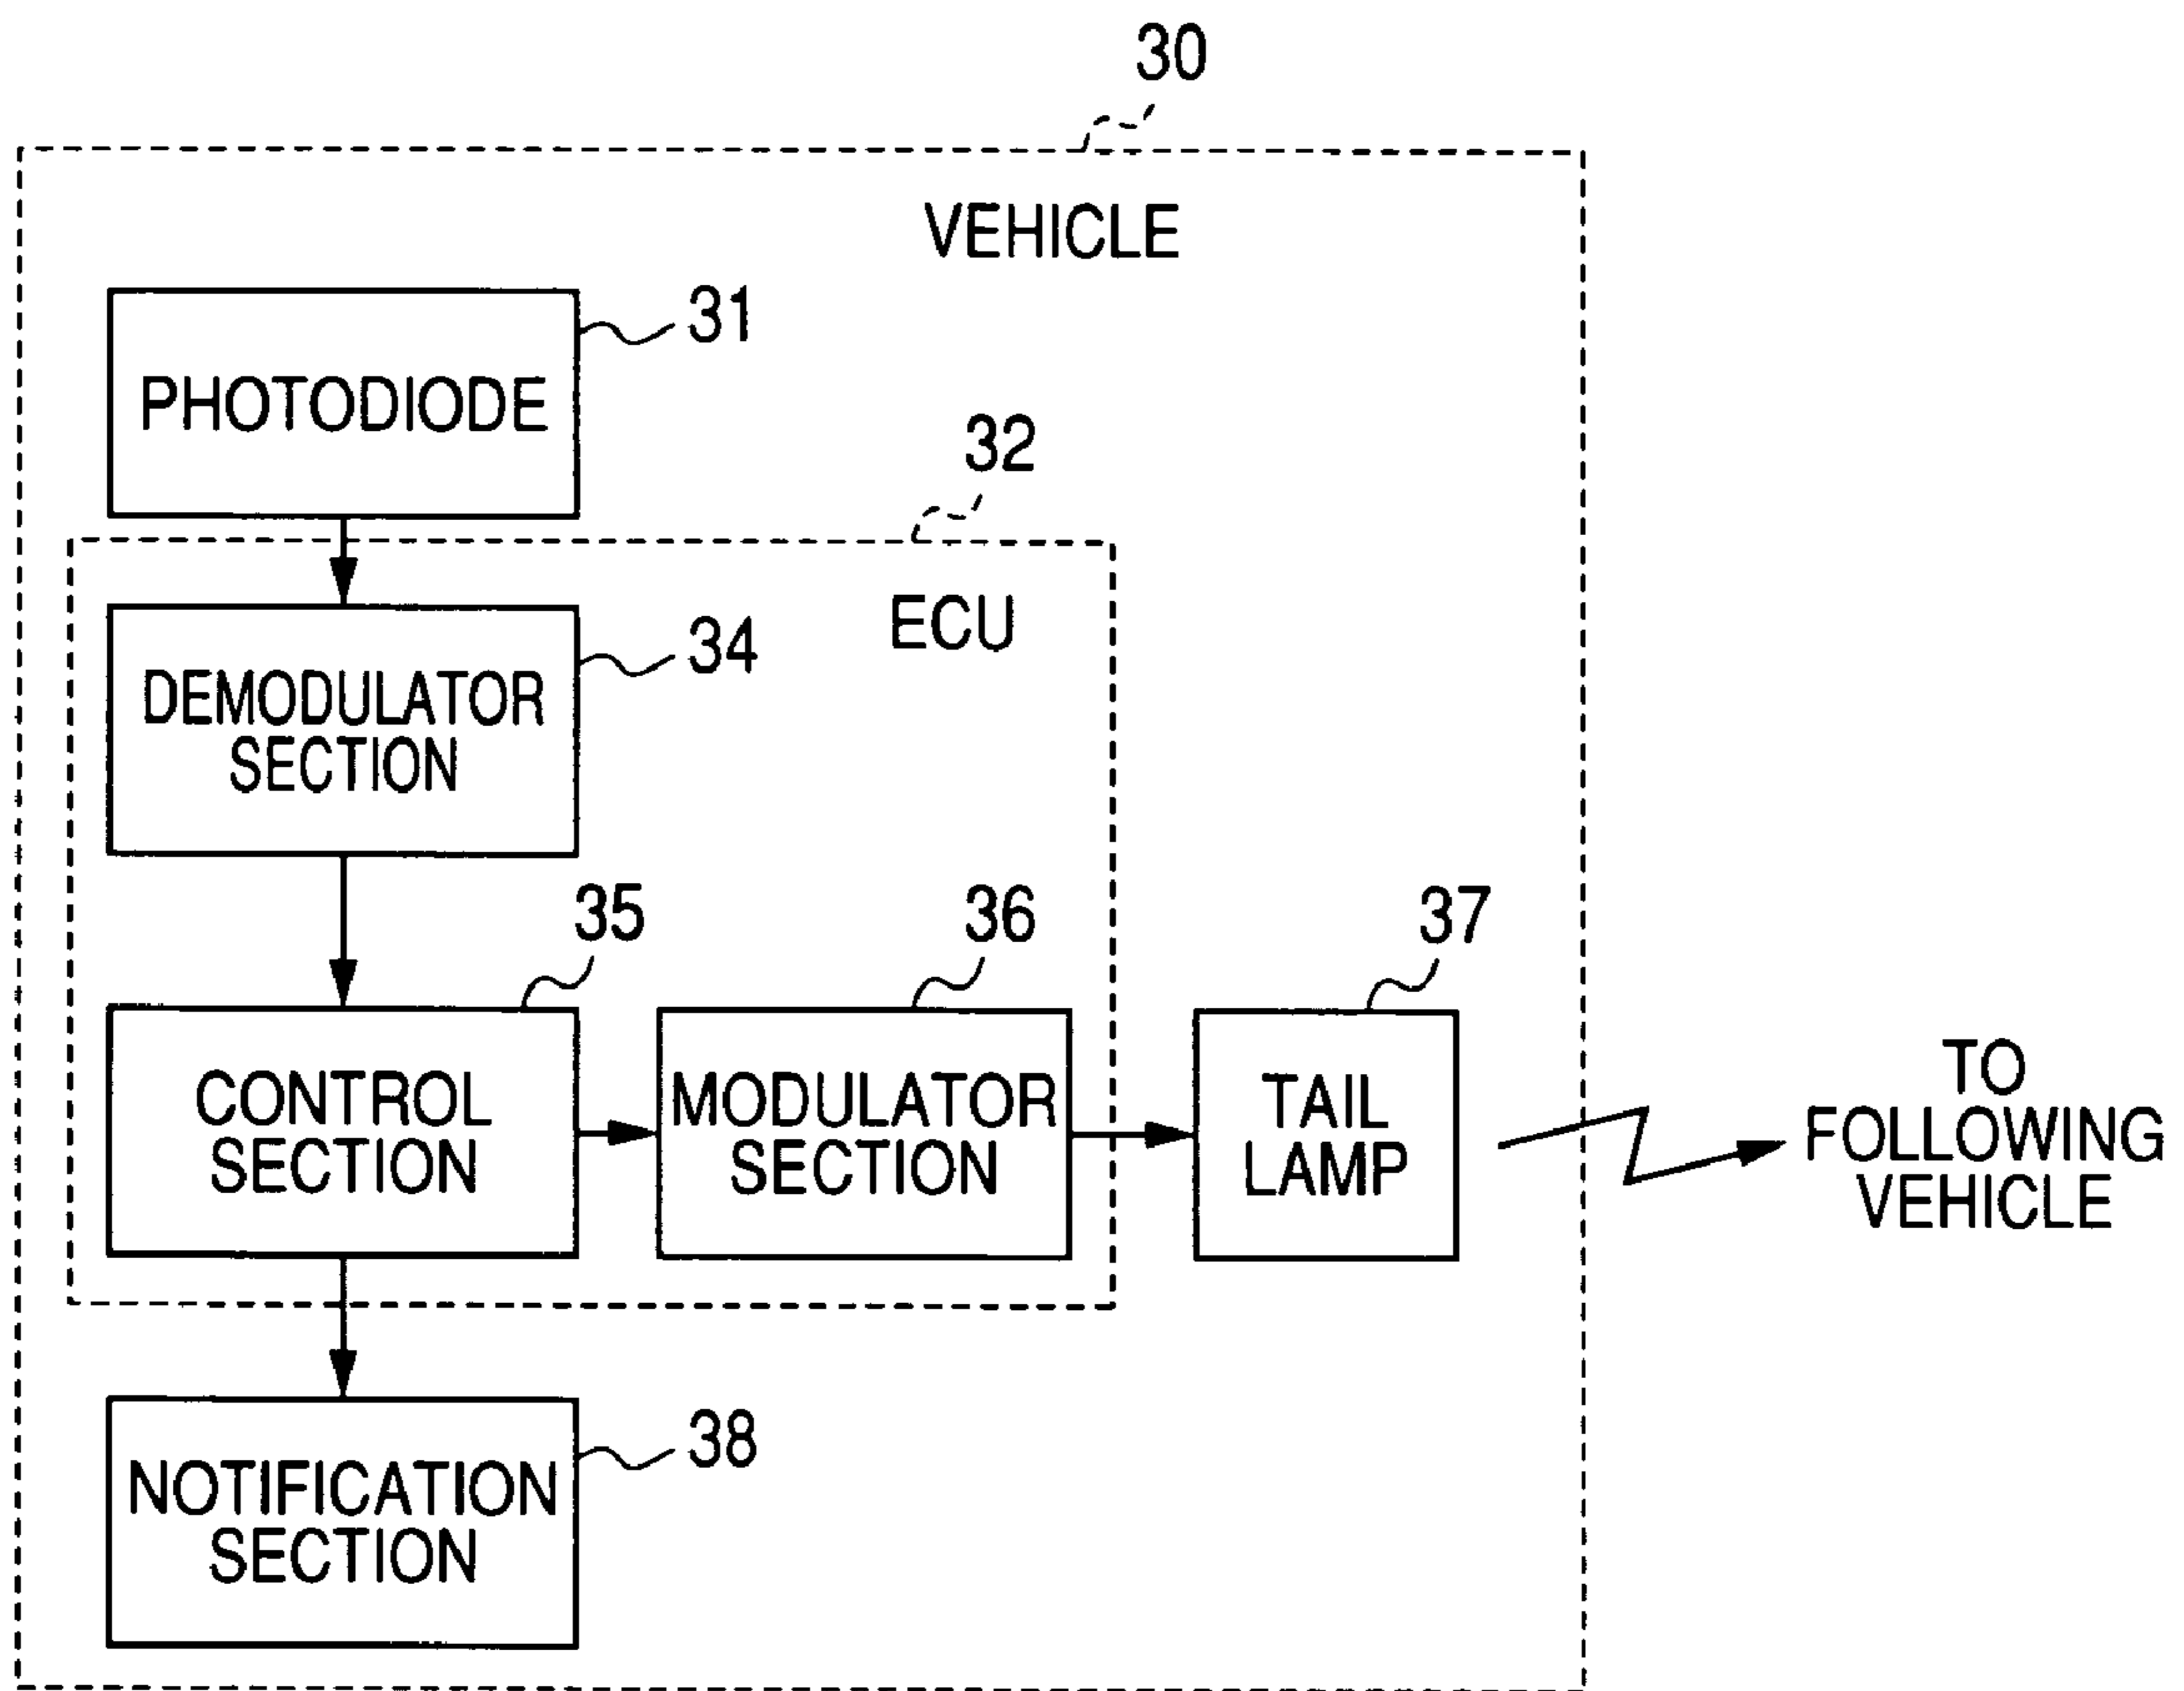 30
VEHICLE
31
PHOTODIODE
32
ECU
34
DEMODULATOR
SECTION
35
36
37
CONTROL
SECTION
MODULATOR
SECTION
TAIL
LAMP
TO
FOLLOWING
VEHICLE
38
NOTIFICATION
SECTION